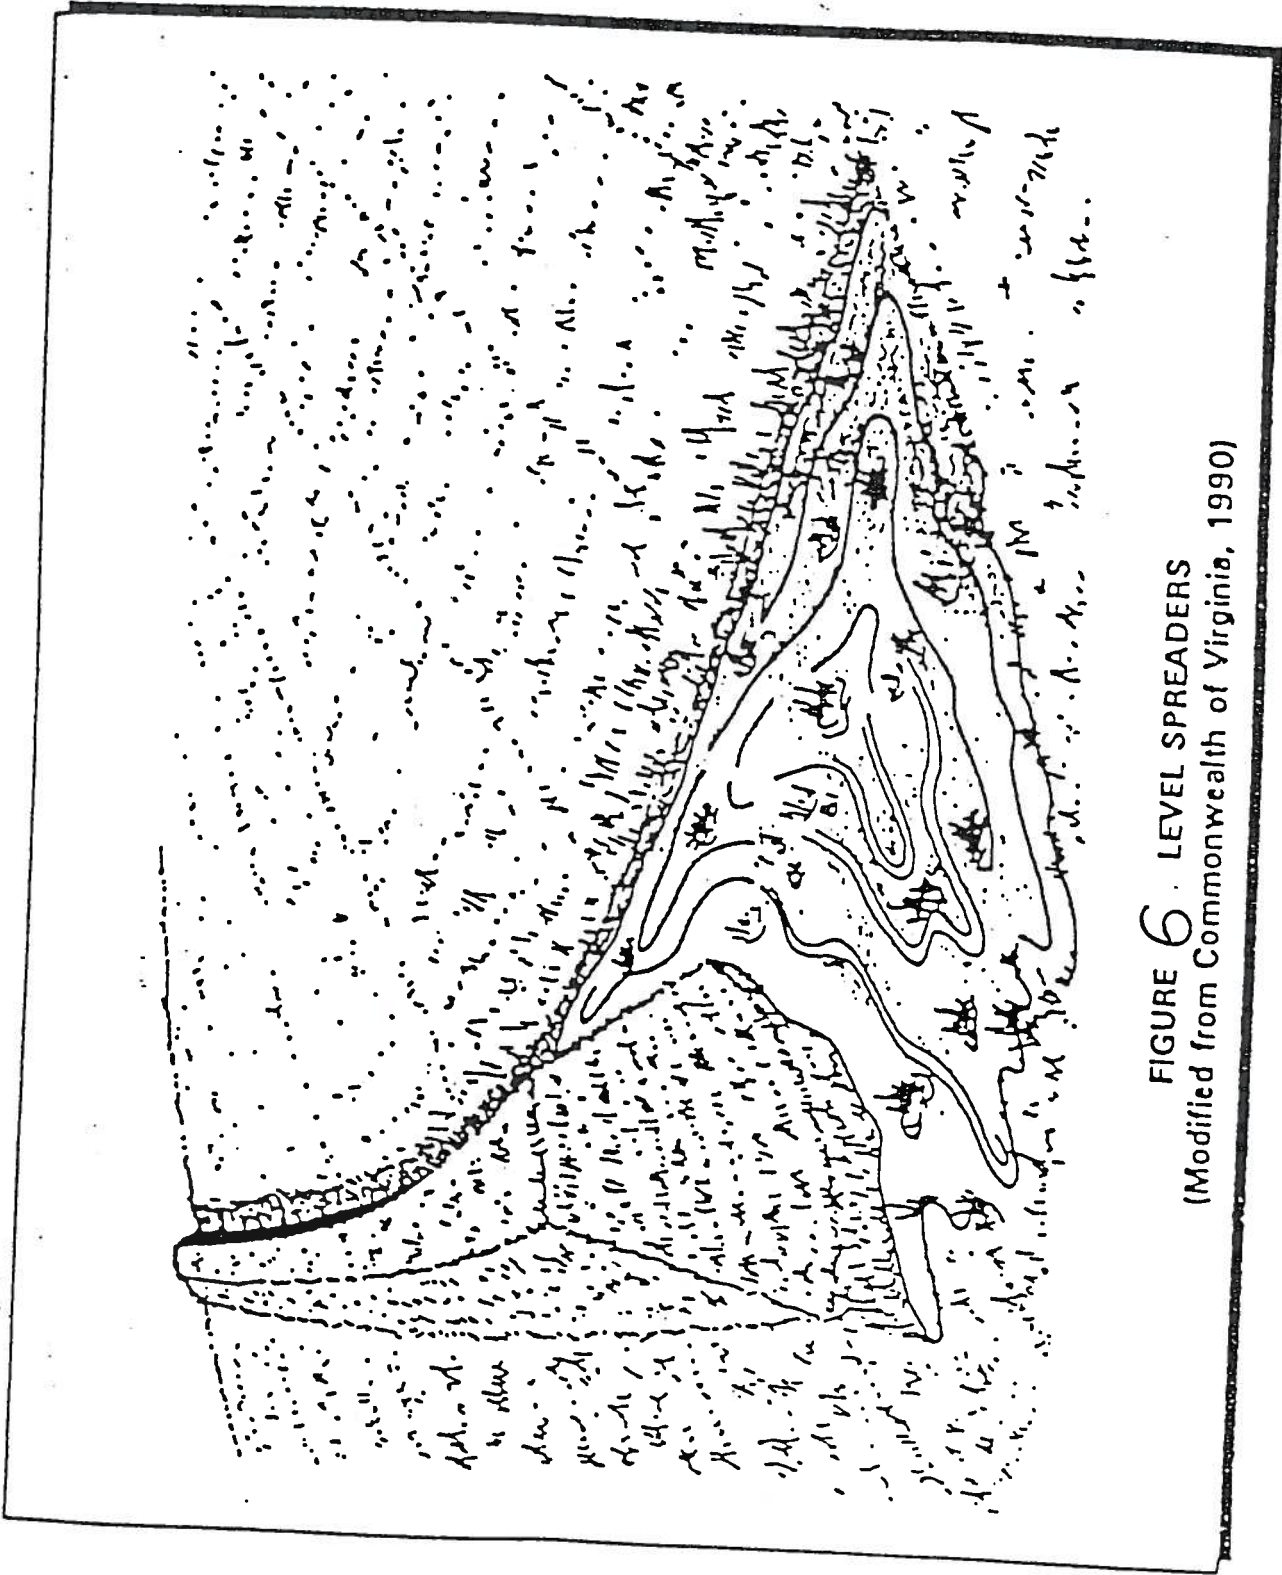 FIGURE 6. LEVEL SPREADERS
(Modified from Commonwealth of Virginia, 1990)